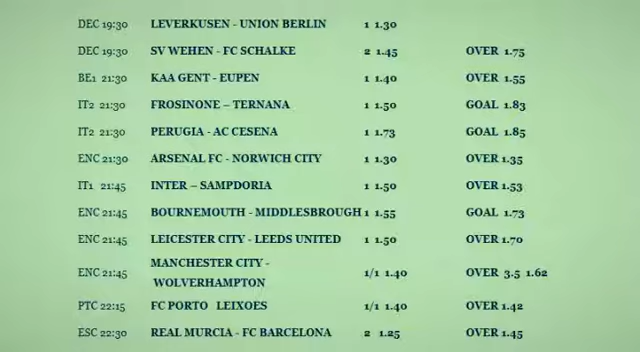 DEC 19:30 LEVERKUSEN - UNION BERLIN 1 1.30
DEC 19:30 SV WEHEN - FC SCHALKE 2 1.45 OVER 1.75
BE1 21:30 KAA GENT - EUPEN 1 1.40 OVER 1.55
IT2 21:30 FROSINONE – TERNANA 1 1.50 GOAL 1.83
IT2 21:30 PERUGIA - AC CESENA 1 1.73 GOAL 1.85
ENC 21:30 ARSENAL FC - NORWICH CITY 1 1.30 OVER 1.35
IT1 21:45 INTER – SAMPDORIA 1 1.50 OVER 1.53
ENC 21:45 BOURNEMOUTH - MIDDLESBROUGH 1 1.55 GOAL 1.73
ENC 21:45 LEICESTER CITY - LEEDS UNITED 1 1.50 OVER 1.70
MANCHESTER CITY -
ENC 21:45 WOLVERHAMPTON 1/1 1.40 OVER 3.5 1.62
PTC 22:15 FC PORTO LEIXOES 1/1 1.40 OVER 1.42
ESC 22:30 REAL MURCIA - FC BARCELONA 2 1.25 OVER 1.45